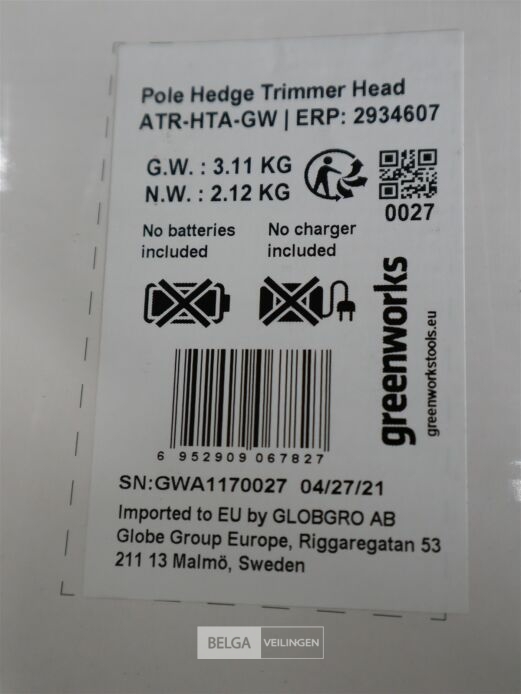 Pole Hedge Trimmer Head
ATR-HTA-GW | ERP: 2934607
G.W. : 3.11 KG
N.W. : 2.12 KG
0027
No batteries
included
No charger
included
greenworks
greenworkstools.eu
6 952909 067827
SN:GWA1170027 04/27/21
Imported to EU by GLOBGRO AB
Globe Group Europe, Riggaregatan 53
211 13 Malmö, Sweden
BELGA VEILINGEN